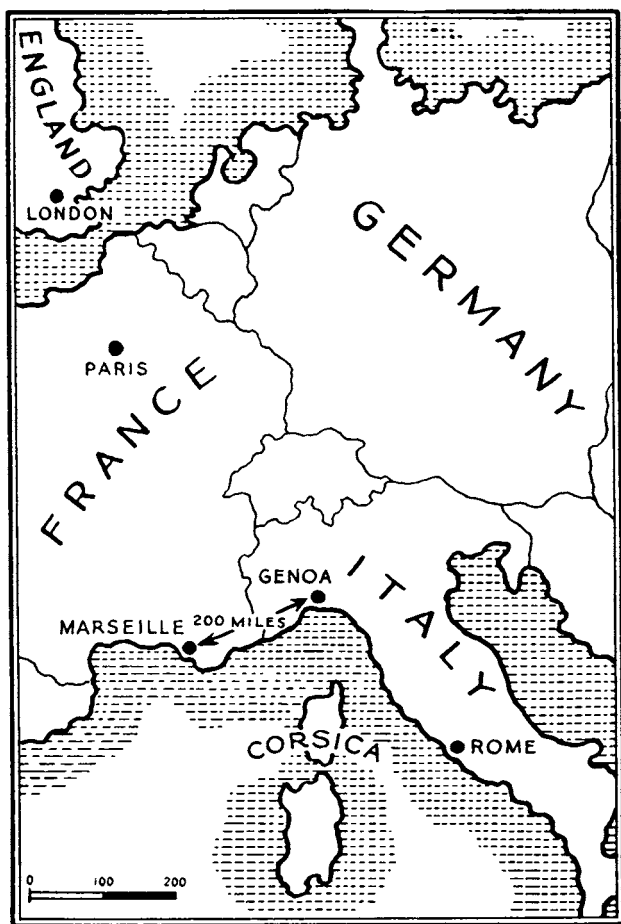 ENGLAND
LONDON
GERMANY
PARIS
FRANCE
GENOA
ITALY
MARSEILLE
200 MILES
CORSICA
ROME
0 100 200